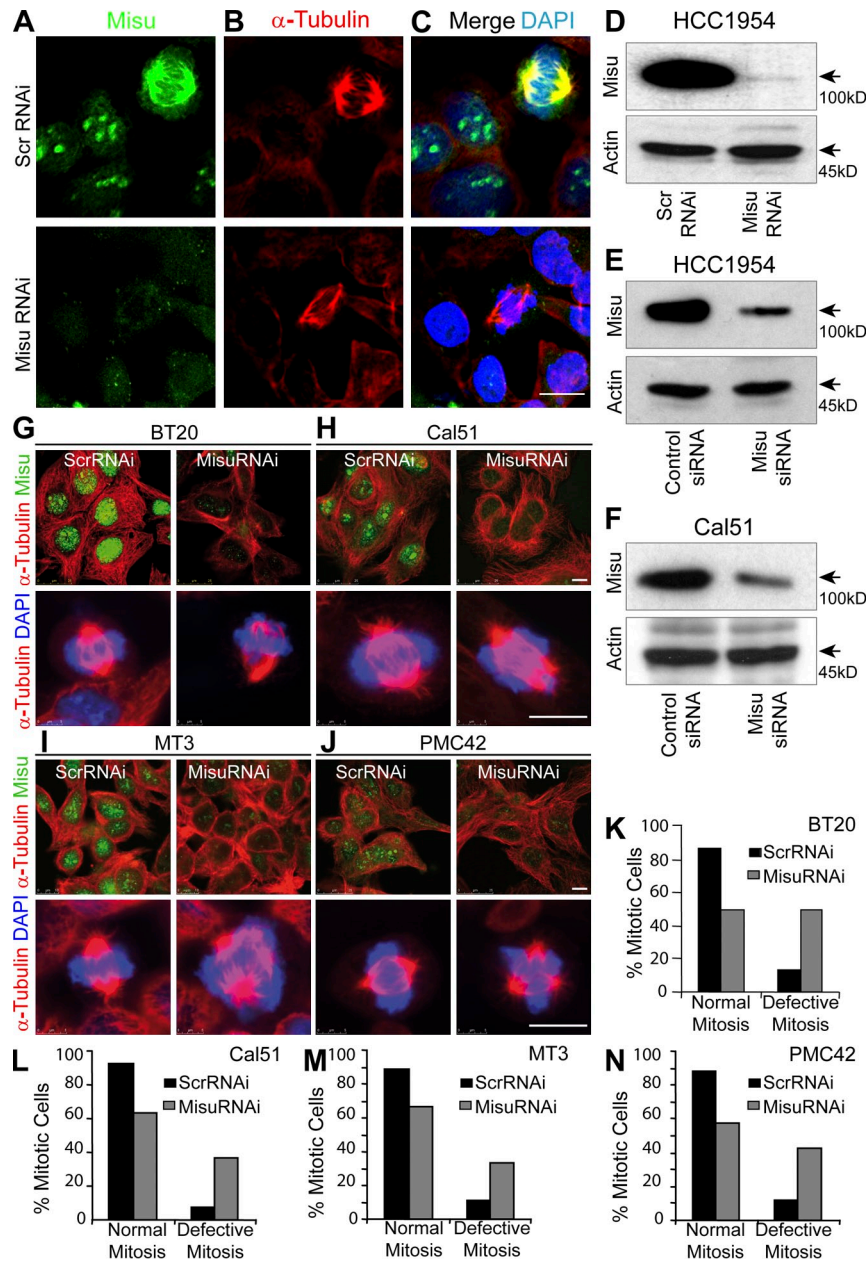 A Misu
B α-Tubulin
C Merge DAPI
Scr RNAi
Misu RNAi
D HCC1954
Misu
100kD
Actin
45kD
Scr RNAi
Misu RNAi
E HCC1954
Misu
100kD
Actin
45kD
Control siRNA
Misu siRNA
F Cal51
Misu
100kD
Actin
45kD
Control siRNA
Misu siRNA
G BT20
ScrRNAi
MisuRNAi
H Cal51
ScrRNAi
MisuRNAi
α-Tubulin Misu
α-Tubulin DAPI
I MT3
ScrRNAi
MisuRNAi
J PMC42
ScrRNAi
MisuRNAi
α-Tubulin Misu
α-Tubulin DAPI
K BT20
% Mitotic Cells
100
80
60
40
20
0
ScrRNAi
MisuRNAi
Normal Mitosis
Defective Mitosis
L Cal51
% Mitotic Cells
100
80
60
40
20
0
ScrRNAi
MisuRNAi
Normal Mitosis
Defective Mitosis
M MT3
% Mitotic Cells
100
80
60
40
20
0
ScrRNAi
MisuRNAi
Normal Mitosis
Defective Mitosis
N PMC42
% Mitotic Cells
100
80
60
40
20
0
ScrRNAi
MisuRNAi
Normal Mitosis
Defective Mitosis